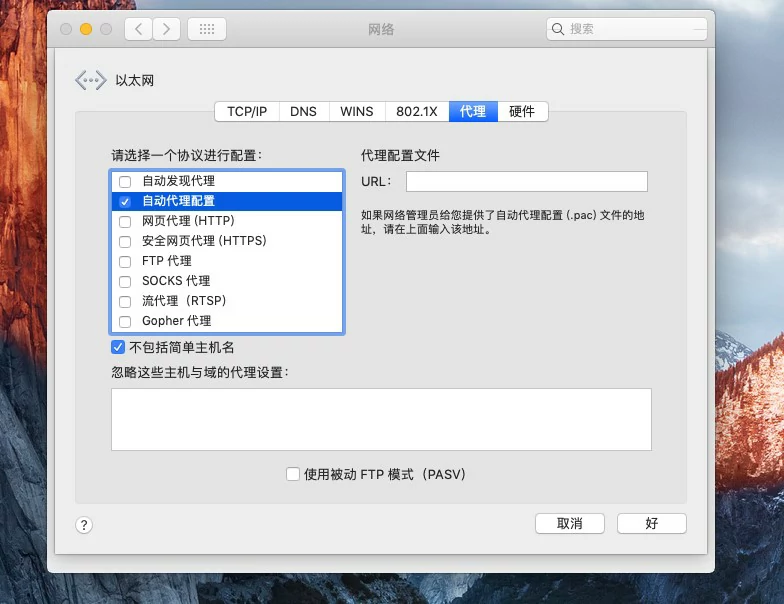 网络
搜索
以太网
TCP/IP DNS WINS 802.1X 代理 硬件
请选择一个协议进行配置：
自动发现代理
自动代理配置
网页代理 (HTTP)
安全网页代理 (HTTPS)
FTP 代理
SOCKS 代理
流代理（RTSP）
Gopher 代理
代理配置文件
URL：
如果网络管理员给您提供了自动代理配置 (.pac) 文件的地
址，请在上面输入该地址。
不包括简单主机名
忽略这些主机与域的代理设置：
使用被动 FTP 模式（PASV）
?
取消
好